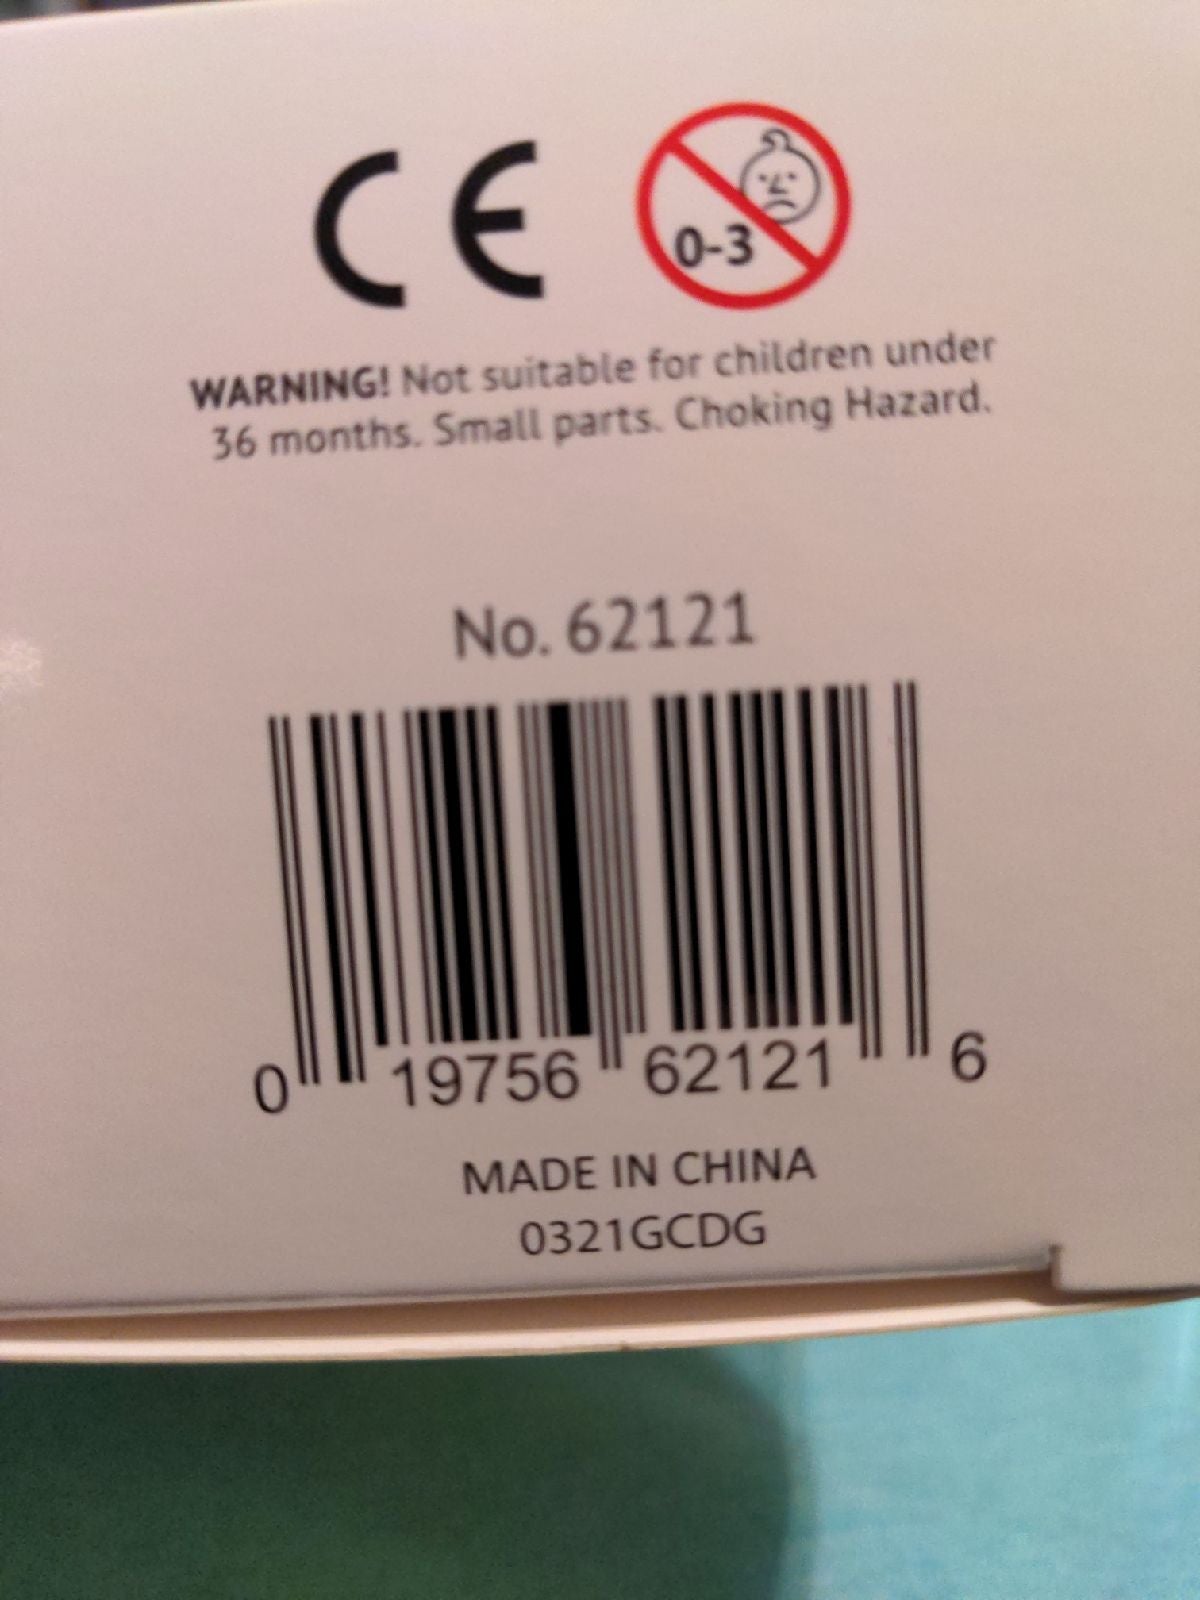 CE
0-3
WARNING! Not suitable for children under
36 months. Small parts. Choking Hazard.
No. 62121
0 19756 62121 6
MADE IN CHINA
0321GCDG